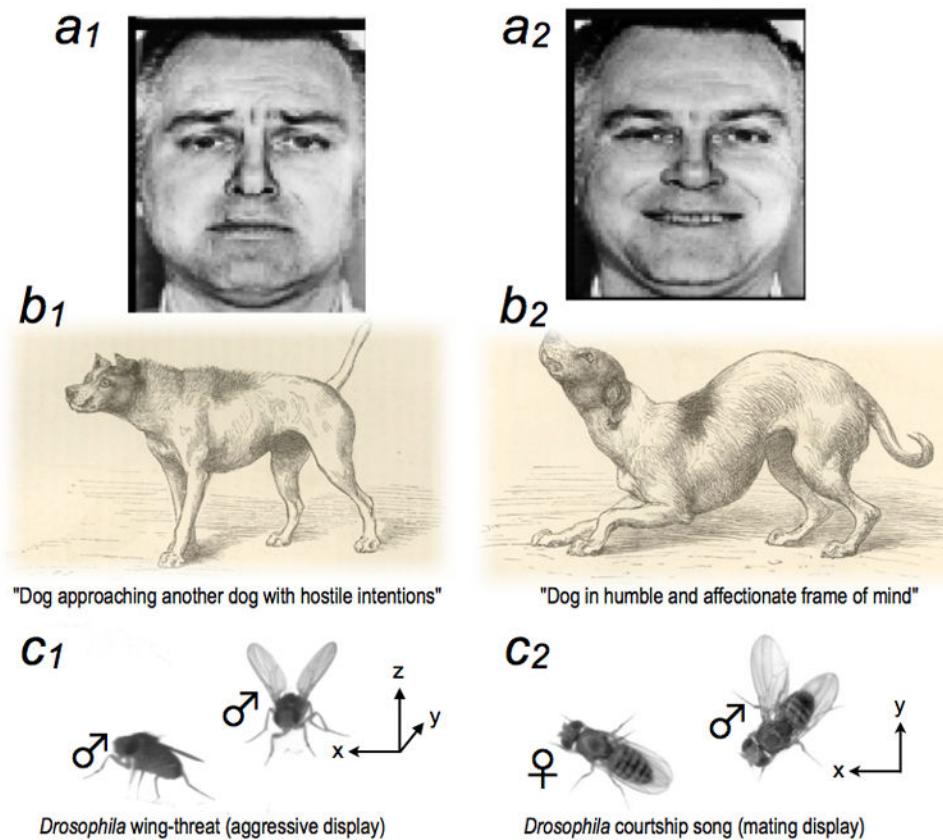 a1
a2
b1
b2
"Dog approaching another dog with hostile intentions"
"Dog in humble and affectionate frame of mind"
c1
c2
♂
♂
z
y
x
♀
♂
y
x
Drosophila wing-threat (aggressive display)
Drosophila courtship song (mating display)